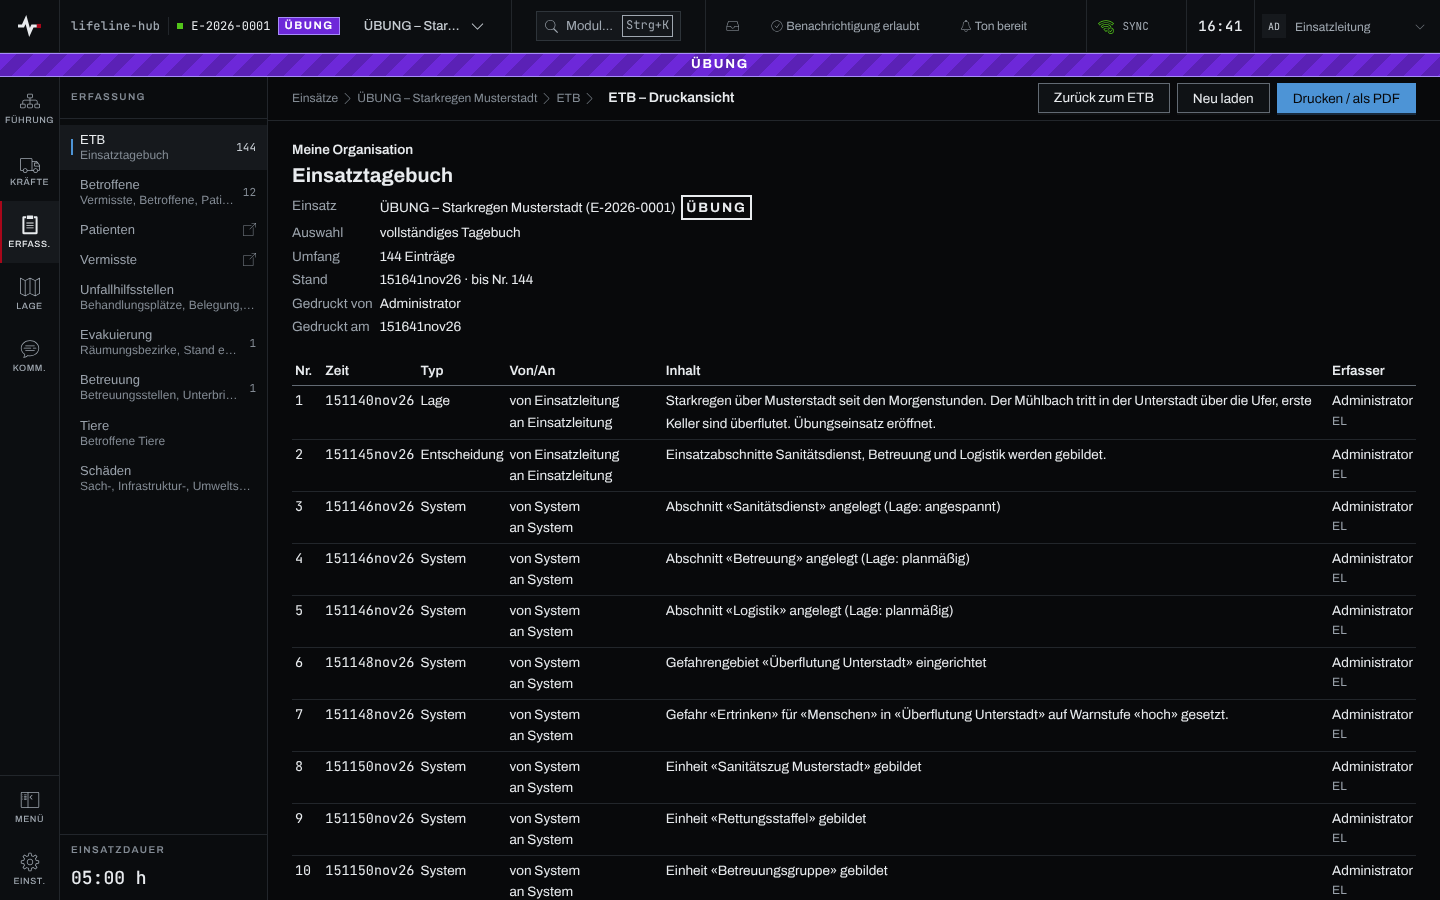 lifeline-hub E-2026-0001 ÜBUNG ÜBUNG – Star... Modul... Strg+K Benachrichtigung erlaubt Ton bereit SYNC 16:41 AD Einsatzleitung
ÜBUNG
FÜHRUNG
KRÄFTE
ERFASS.
LAGE
KOMM.
MENÜ
EINST.
ERFASSUNG
ETB
Einsatztagebuch
144
Betroffene
Vermisste, Betroffene, Pati...
12
Patienten
Vermisste
Unfallhilfsstellen
Behandlungsplätze, Belegung,...
Evakuierung
Räumungsbezirke, Stand e...
1
Betreuung
Betreuungsstellen, Unterbri...
1
Tiere
Betroffene Tiere
Schäden
Sach-, Infrastruktur-, Umwelts...
EINSATZDAUER
05:00 h
Einsätze ÜBUNG – Starkregen Musterstadt ETB ETB – Druckansicht
Zurück zum ETB Neu laden Drucken / als PDF
Meine Organisation
Einsatztagebuch
Einsatz ÜBUNG – Starkregen Musterstadt (E-2026-0001) ÜBUNG
Auswahl vollständiges Tagebuch
Umfang 144 Einträge
Stand 151641nov26 · bis Nr. 144
Gedruckt von Administrator
Gedruckt am 151641nov26
Nr. Zeit Typ Von/An Inhalt Erfasser
1 151140nov26 Lage von Einsatzleitung Starkregen über Musterstadt seit den Morgenstunden. Der Mühlbach tritt in der Unterstadt über die Ufer, erste Administrator
an Einsatzleitung Keller sind überflutet. Übungseinsatz eröffnet. EL
2 151145nov26 Entscheidung von Einsatzleitung Einsatzabschnitte Sanitätsdienst, Betreuung und Logistik werden gebildet. Administrator
an Einsatzleitung EL
3 151146nov26 System von System Abschnitt «Sanitätsdienst» angelegt (Lage: angespannt) Administrator
an System EL
4 151146nov26 System von System Abschnitt «Betreuung» angelegt (Lage: planmäßig) Administrator
an System EL
5 151146nov26 System von System Abschnitt «Logistik» angelegt (Lage: planmäßig) Administrator
an System EL
6 151148nov26 System von System Gefahrengebiet «Überflutung Unterstadt» eingerichtet Administrator
an System EL
7 151148nov26 System von System Gefahr «Ertrinken» für «Menschen» in «Überflutung Unterstadt» auf Warnstufe «hoch» gesetzt. Administrator
an System EL
8 151150nov26 System von System Einheit «Sanitätszug Musterstadt» gebildet Administrator
an System EL
9 151150nov26 System von System Einheit «Rettungsstaffel» gebildet Administrator
an System EL
10 151150nov26 System von System Einheit «Betreuungsgruppe» gebildet Administrator
an System EL